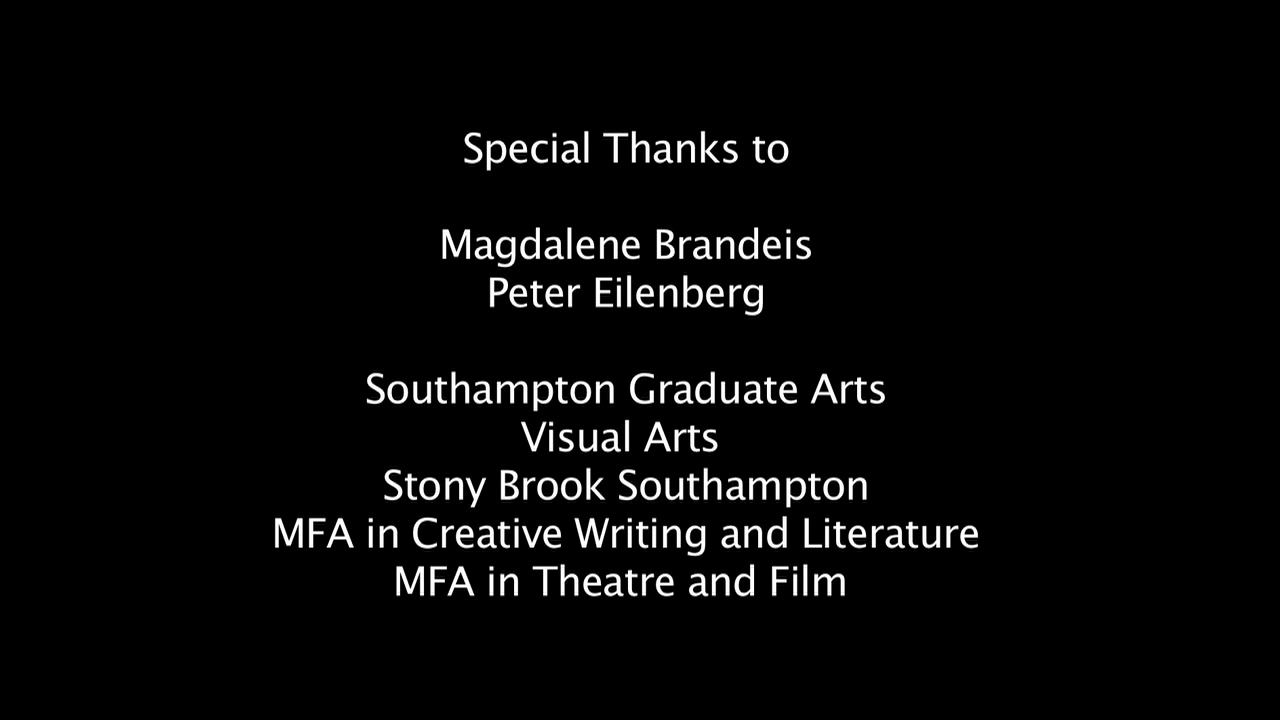 Special Thanks to
Magdalene Brandeis
Peter Eilenberg
Southampton Graduate Arts
Visual Arts
Stony Brook Southampton
MFA in Creative Writing and Literature
MFA in Theatre and Film